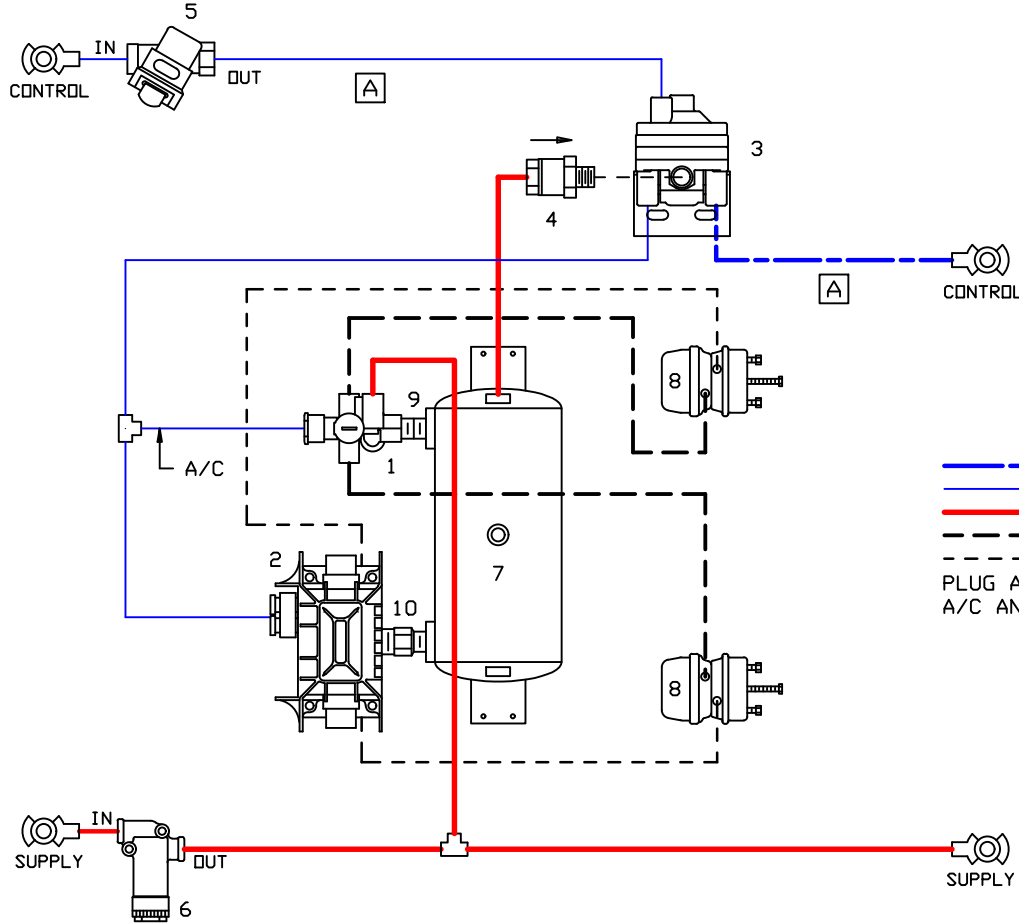 5
IN
CONTROL
OUT
A
3
4
CONTROL
A
8
9
1
A/C
2
7
10
PLUG A
A/C AN
8
IN
SUPPLY
OUT
SUPPLY
6